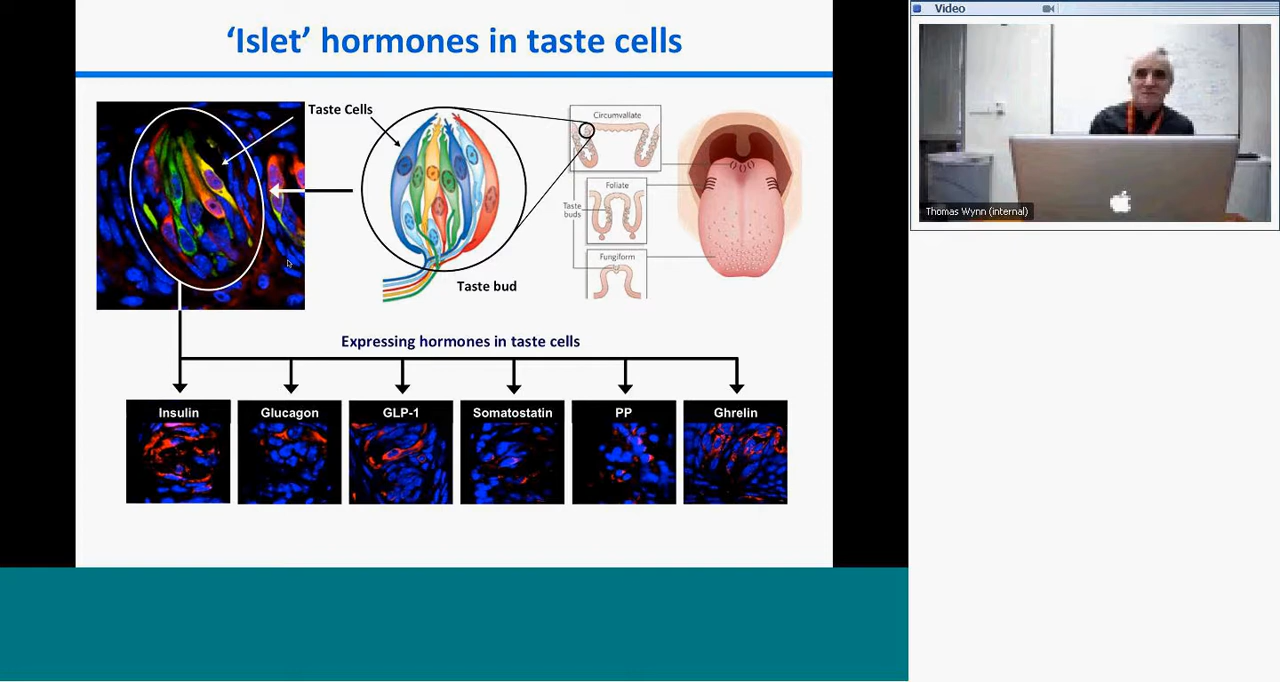 ‘Islet’ hormones in taste cells
Taste Cells
Taste bud
Circumvallate
Foliate
Taste
buds
Fungiform
Expressing hormones in taste cells
Insulin
Glucagon
GLP-1
Somatostatin
PP
Ghrelin
Video
Thomas Wynn (internal)